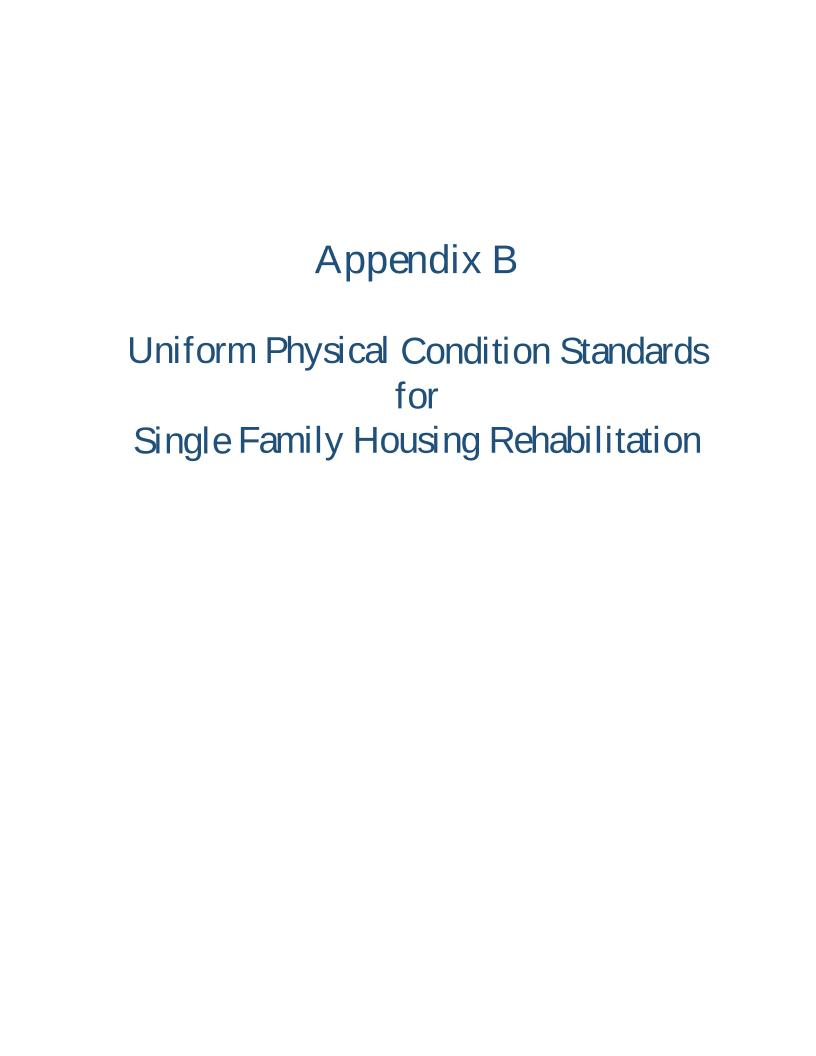 Appendix B
Uniform Physical Condition Standards
for
Single Family Housing Rehabilitation